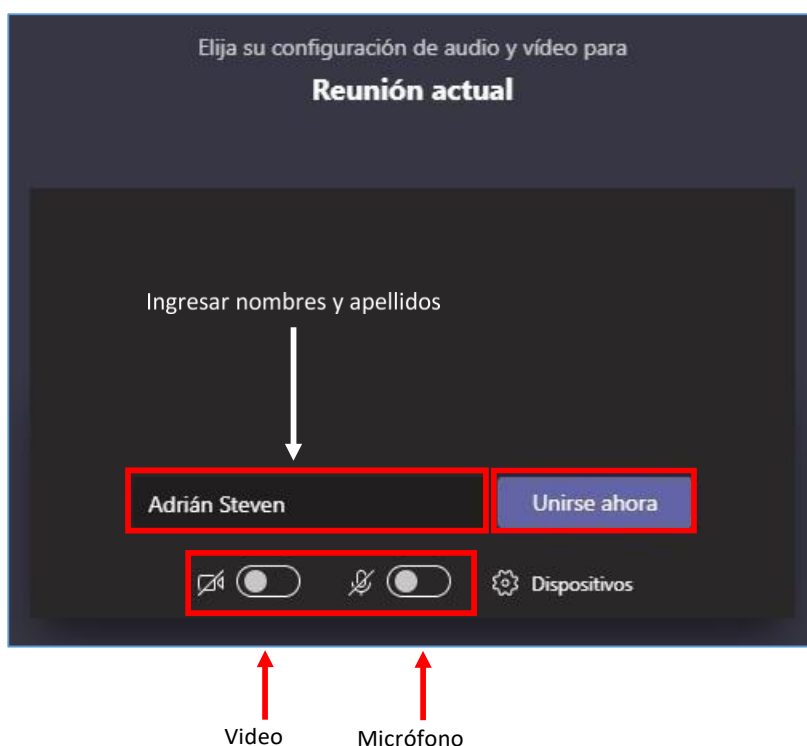 Elija su configuración de audio y vídeo para
Reunión actual
Ingresar nombres y apellidos
Adrián Steven
Unirse ahora
Dispositivos
Video
Micrófono